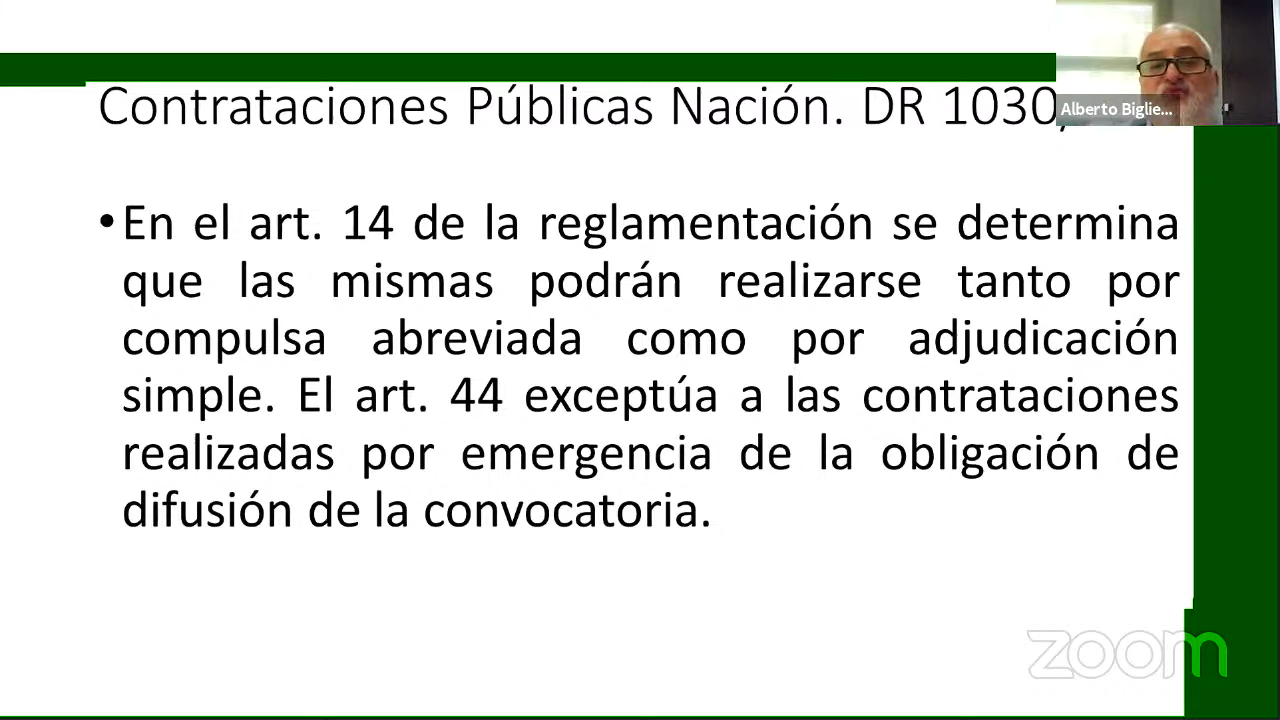 Contrataciones Públicas Nación. DR 1030,
Alberto Biglie...
•En el art. 14 de la reglamentación se determina
que las mismas podrán realizarse tanto por
compulsa abreviada como por adjudicación
simple. El art. 44 exceptúa a las contrataciones
realizadas por emergencia de la obligación de
difusión de la convocatoria.
zoom